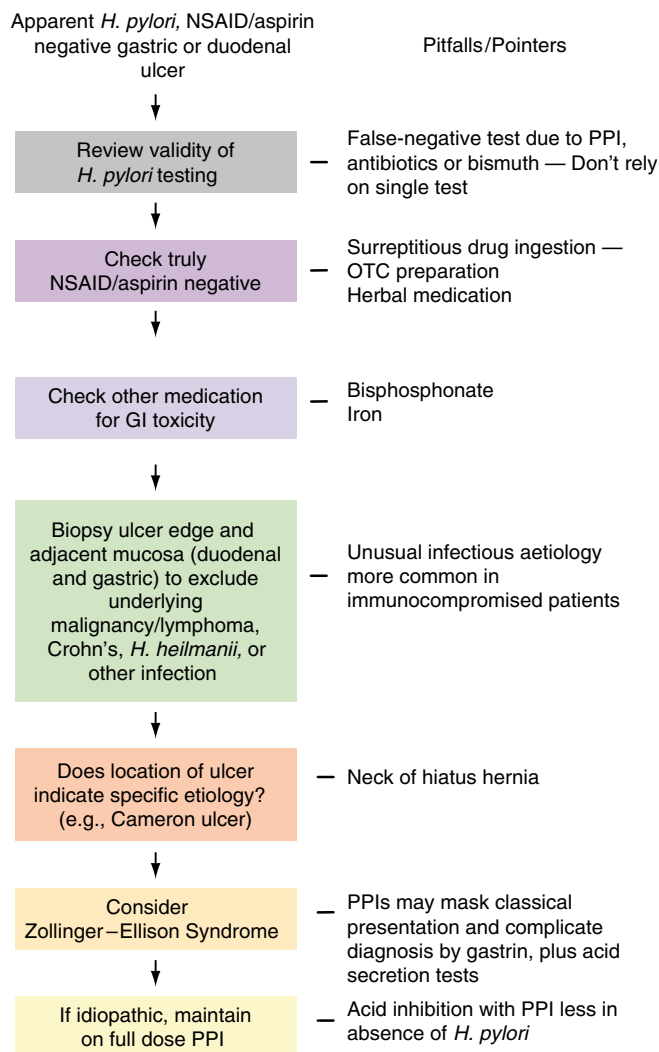 Apparent H. pylori, NSAID/aspirin
negative gastric or duodenal
ulcer
Pitfalls/Pointers
Review validity of
H. pylori testing
False-negative test due to PPI,
antibiotics or bismuth — Don’t rely
on single test
Check truly
NSAID/aspirin negative
Surreptitious drug ingestion —
OTC preparation
Herbal medication
Check other medication
for GI toxicity
Bisphosphonate
Iron
Biopsy ulcer edge and
adjacent mucosa (duodenal
and gastric) to exclude
underlying
malignancy/lymphoma,
Crohn’s, H. heilmanii, or
other infection
Unusual infectious aetiology
more common in
immunocompromised patients
Does location of ulcer
indicate specific etiology?
(e.g., Cameron ulcer)
Neck of hiatus hernia
Consider
Zollinger–Ellison Syndrome
PPIs may mask classical
presentation and complicate
diagnosis by gastrin, plus acid
secretion tests
If idiopathic, maintain
on full dose PPI
Acid inhibition with PPI less in
absence of H. pylori